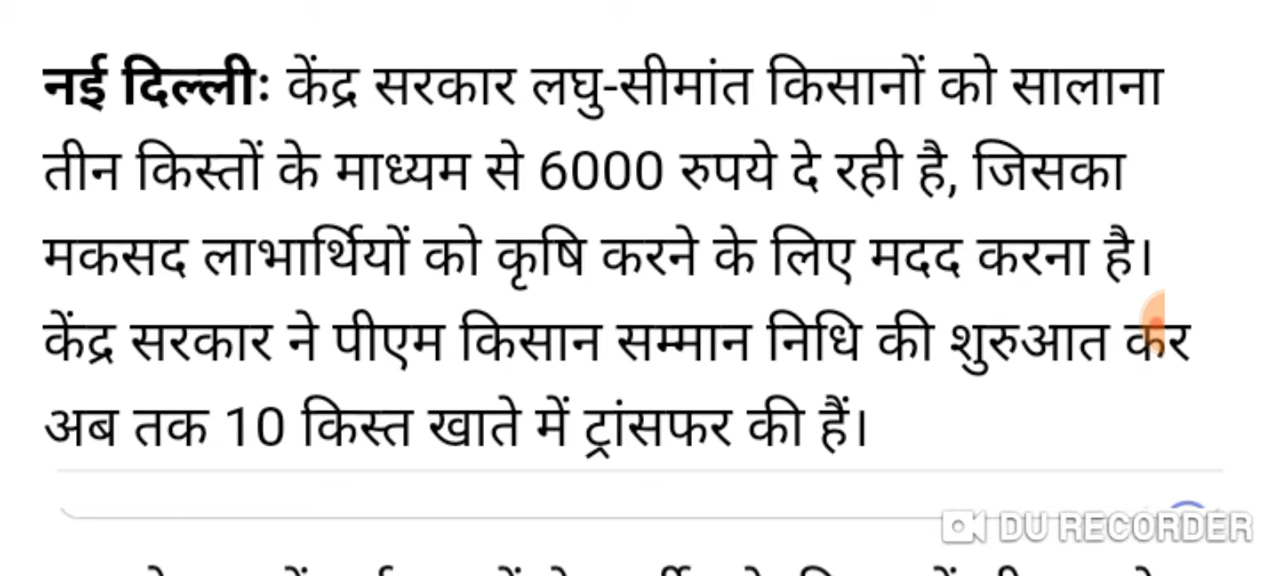 नई दिल्लीः केंद्र सरकार लघु-सीमांत किसानों को सालाना
तीन किस्तों के माध्यम से 6000 रुपये दे रही है, जिसका
मकसद लाभार्थियों को कृषि करने के लिए मदद करना है।
केंद्र सरकार ने पीएम किसान सम्मान निधि की शुरुआत कर
अब तक 10 किस्त खाते में ट्रांसफर की हैं।
DU RECORDER